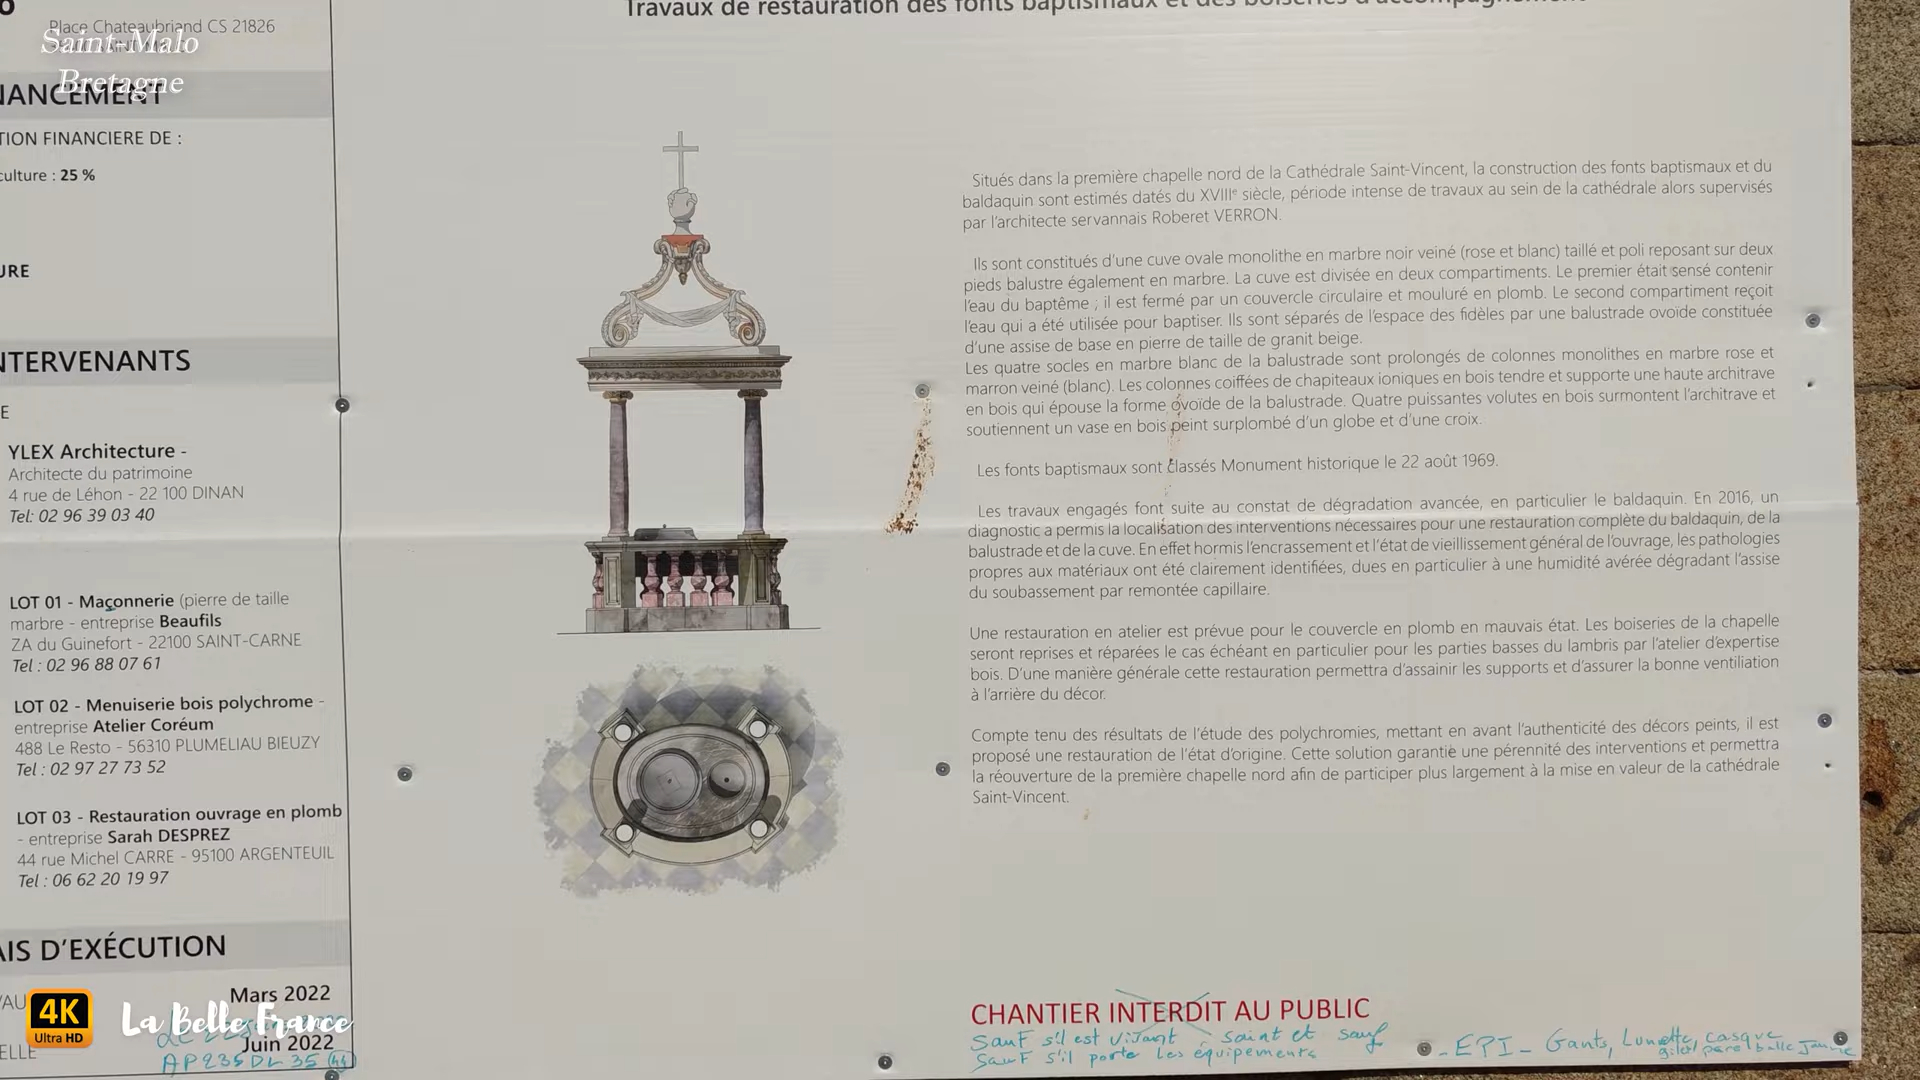 Travaux de restauration des fonts baptismaux et des boiseries d'accompagnement
Place Chateaubriand CS 21826
Saint-Malo
Bretagne
NANCEMENT
TION FINANCIERE DE :
culture : 25 %
URE
NTERVENANTS
E
YLEX Architecture -
Architecte du patrimoine
4 rue de Léhon - 22 100 DINAN
Tel: 02 96 39 03 40
LOT 01 - Maçonnerie (pierre de taille
marbre - entreprise Beaufils
ZA du Guinefort - 22100 SAINT-CARNE
Tel : 02 96 88 07 61
LOT 02 - Menuiserie bois polychrome -
entreprise Atelier Coréum
488 Le Resto - 56310 PLUMELIAU BIEUZY
Tel : 02 97 27 73 52
LOT 03 - Restauration ouvrage en plomb
- entreprise Sarah DESPREZ
44 rue Michel CARRE - 95100 ARGENTEUIL
Tel : 06 62 20 19 97
AIS D'EXÉCUTION
Mars 2022
Juin 2022
ELLE
AP235DL35
4K
Ultra HD
La Belle France
Situés dans la première chapelle nord de la Cathédrale Saint-Vincent, la construction des fonts baptismaux et du
baldaquin sont estimés datés du XVIIIe siècle, période intense de travaux au sein de la cathédrale alors supervisés
par l'architecte servannais Roberet VERRON.
Ils sont constitués d'une cuve ovale monolithe en marbre noir veiné (rose et blanc) taillé et poli reposant sur deux
pieds balustre également en marbre. La cuve est divisée en deux compartiments. Le premier était sensé contenir
l'eau du baptême ; il est fermé par un couvercle circulaire et mouluré en plomb. Le second compartiment reçoit
l'eau qui a été utilisée pour baptiser. Ils sont séparés de l'espace des fidèles par une balustrade ovoïde constituée
d'une assise de base en pierre de taille de granit beige.
Les quatre socles en marbre blanc de la balustrade sont prolongés de colonnes monolithes en marbre rose et
marron veiné (blanc). Les colonnes coiffées de chapiteaux ioniques en bois tendre et supporte une haute architrave
en bois qui épouse la forme ovoïde de la balustrade. Quatre puissantes volutes en bois surmontent l'architrave et
soutiennent un vase en bois peint surplombé d'un globe et d'une croix.
Les fonts baptismaux sont classés Monument historique le 22 août 1969.
Les travaux engagés font suite au constat de dégradation avancée, en particulier le baldaquin. En 2016, un
diagnostic a permis la localisation des interventions nécessaires pour une restauration complète du baldaquin, de la
balustrade et de la cuve. En effet hormis l'encrassement et l'état de vieillissement général de l'ouvrage, les pathologies
propres aux matériaux ont été clairement identifiées, dues en particulier à une humidité avérée dégradant l'assise
du soubassement par remontée capillaire.
Une restauration en atelier est prévue pour le couvercle en plomb en mauvais état. Les boiseries de la chapelle
seront reprises et réparées le cas échéant en particulier pour les parties basses du lambris par l'atelier d'expertise
bois. D'une manière générale cette restauration permettra d'assainir les supports et d'assurer la bonne ventilation
à l'arrière du décor.
Compte tenu des résultats de l'étude des polychromies, mettant en avant l'authenticité des décors peints, il est
proposé une restauration de l'état d'origine. Cette solution garantie une pérennité des interventions et permettra
la réouverture de la première chapelle nord afin de participer plus largement à la mise en valeur de la cathédrale
Saint-Vincent.
CHANTIER INTERDIT AU PUBLIC
Sauf s'il est vivant, saint et sauf
Sauf s'il porte les équipements
- EPI - Gants, Lunette, casque
gilet pare balle Jaune